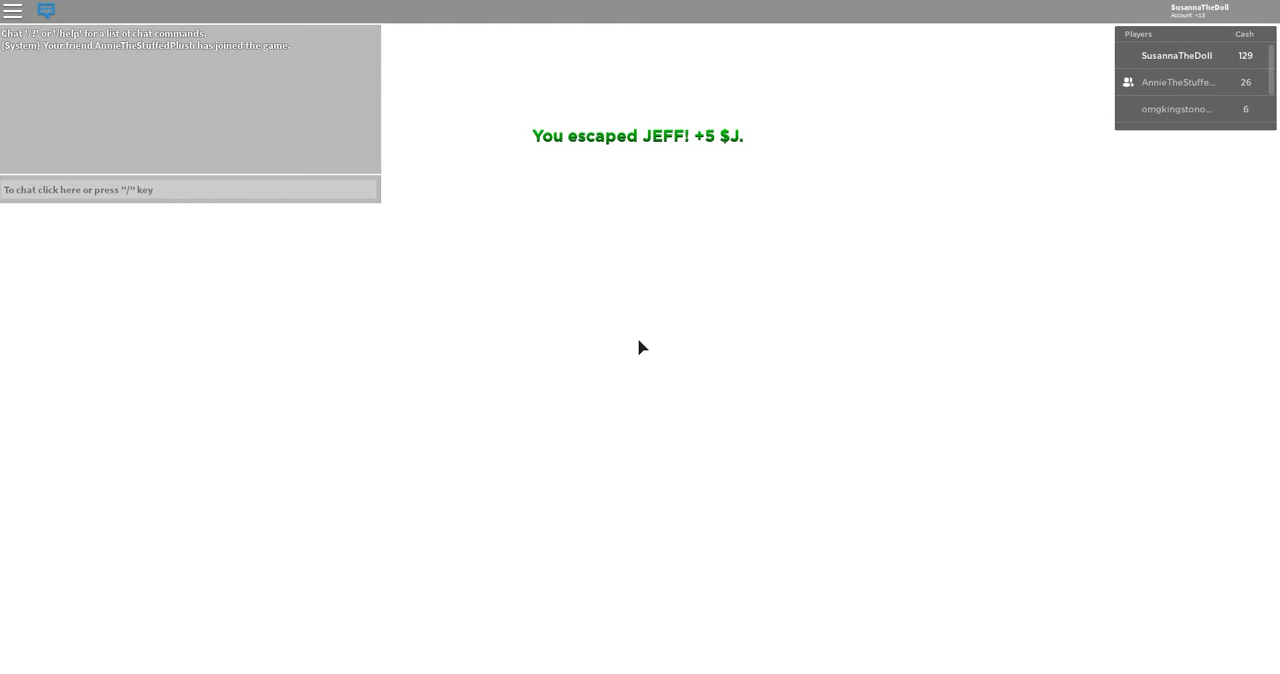 SusannaTheDoll
Account: <13
Chat '/?' or '/help' for a list of chat commands.
{System} Your friend AnnieTheStuffedPlush has joined the game.
To chat click here or press "/" key
You escaped JEFF! +5 $J.
Players Cash
SusannaTheDoll 129
AnnieTheStuffe... 26
omgkingstono... 6